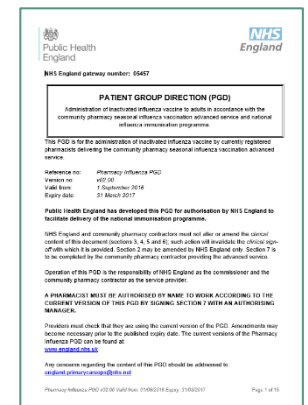 Public Health
England
NHS
England
NHS England gateway number: 05457
PATIENT GROUP DIRECTION (PGD)
Administration of inactivated influenza vaccine to adults in accordance with the
community pharmacy seasonal influenza vaccination advanced service and national
influenza immunisation programme.
This PGD is for the administration of inactivated influenza vaccine by currently registered
pharmacists delivering the community pharmacy seasonal influenza vaccination advanced
service.
Reference no: Pharmacy Influenza PGD
Version no: v02.00
Valid from: 1 September 2016
Expiry date: 31 March 2017
Public Health England has developed this PGD for authorisation by NHS England to
facilitate delivery of the national immunisation programme.
NHS England and community pharmacy contractors must not alter or amend the clinical
content of this document (sections 3, 4, 5 and 6); such action will invalidate the clinical sign-
off with which it is provided. Section 2 may be amended by NHS England only. Section 7 is
to be completed by the community pharmacy contractor providing the advanced service.
Operation of this PGD is the responsibility of NHS England as the commissioner and the
community pharmacy contractor as the service provider.
A PHARMACIST MUST BE AUTHORISED BY NAME TO WORK ACCORDING TO THE
CURRENT VERSION OF THIS PGD BY SIGNING SECTION 7 WITH AN AUTHORISING
MANAGER.
Providers must check that they are using the current version of the PGD. Amendments may
become necessary prior to the published expiry date. The current versions of the Pharmacy
Influenza PGD can be found at:
www.england.nhs.uk
Any concerns regarding the content of this PGD should be addressed to:
england.primarycareops@nhs.net
Pharmacy Influenza PGD v02.00 Valid from: 01/09/2016 Expiry: 31/03/2017 Page 1 of 16